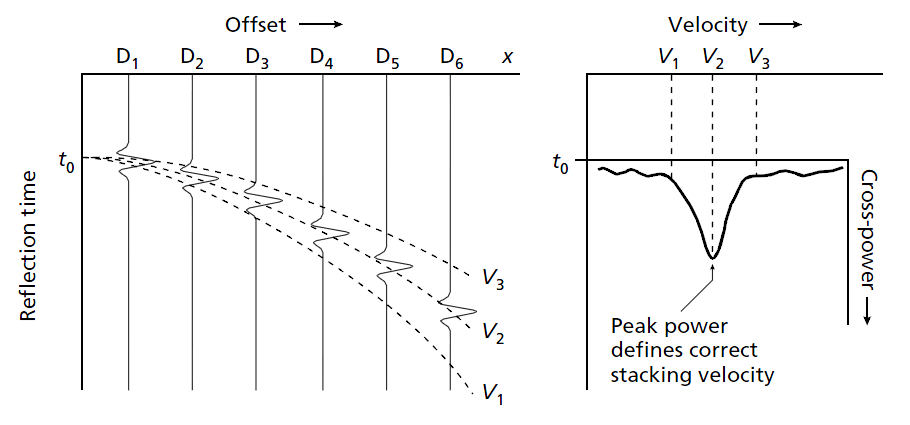 Offset
D1 D2 D3 D4 D5 D6 x
t0
Reflection time
V3
V2
V1
Velocity
V1 V2 V3
t0
Cross-power
Peak power
defines correct
stacking velocity